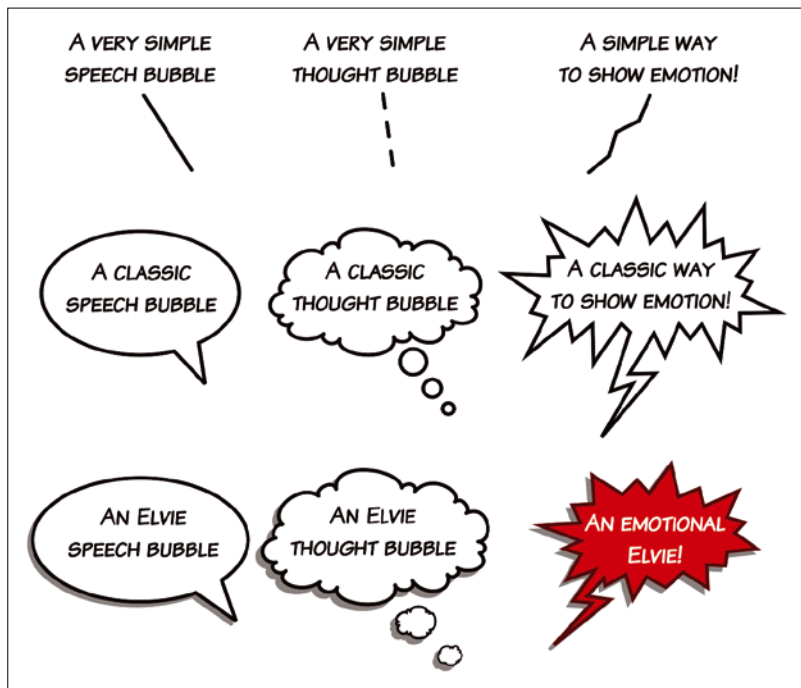 A VERY SIMPLE
SPEECH BUBBLE
A VERY SIMPLE
THOUGHT BUBBLE
A SIMPLE WAY
TO SHOW EMOTION!
A CLASSIC
SPEECH BUBBLE
A CLASSIC
THOUGHT BUBBLE
A CLASSIC WAY
TO SHOW EMOTION!
AN ELVIE
SPEECH BUBBLE
AN ELVIE
THOUGHT BUBBLE
AN EMOTIONAL
ELVIE!